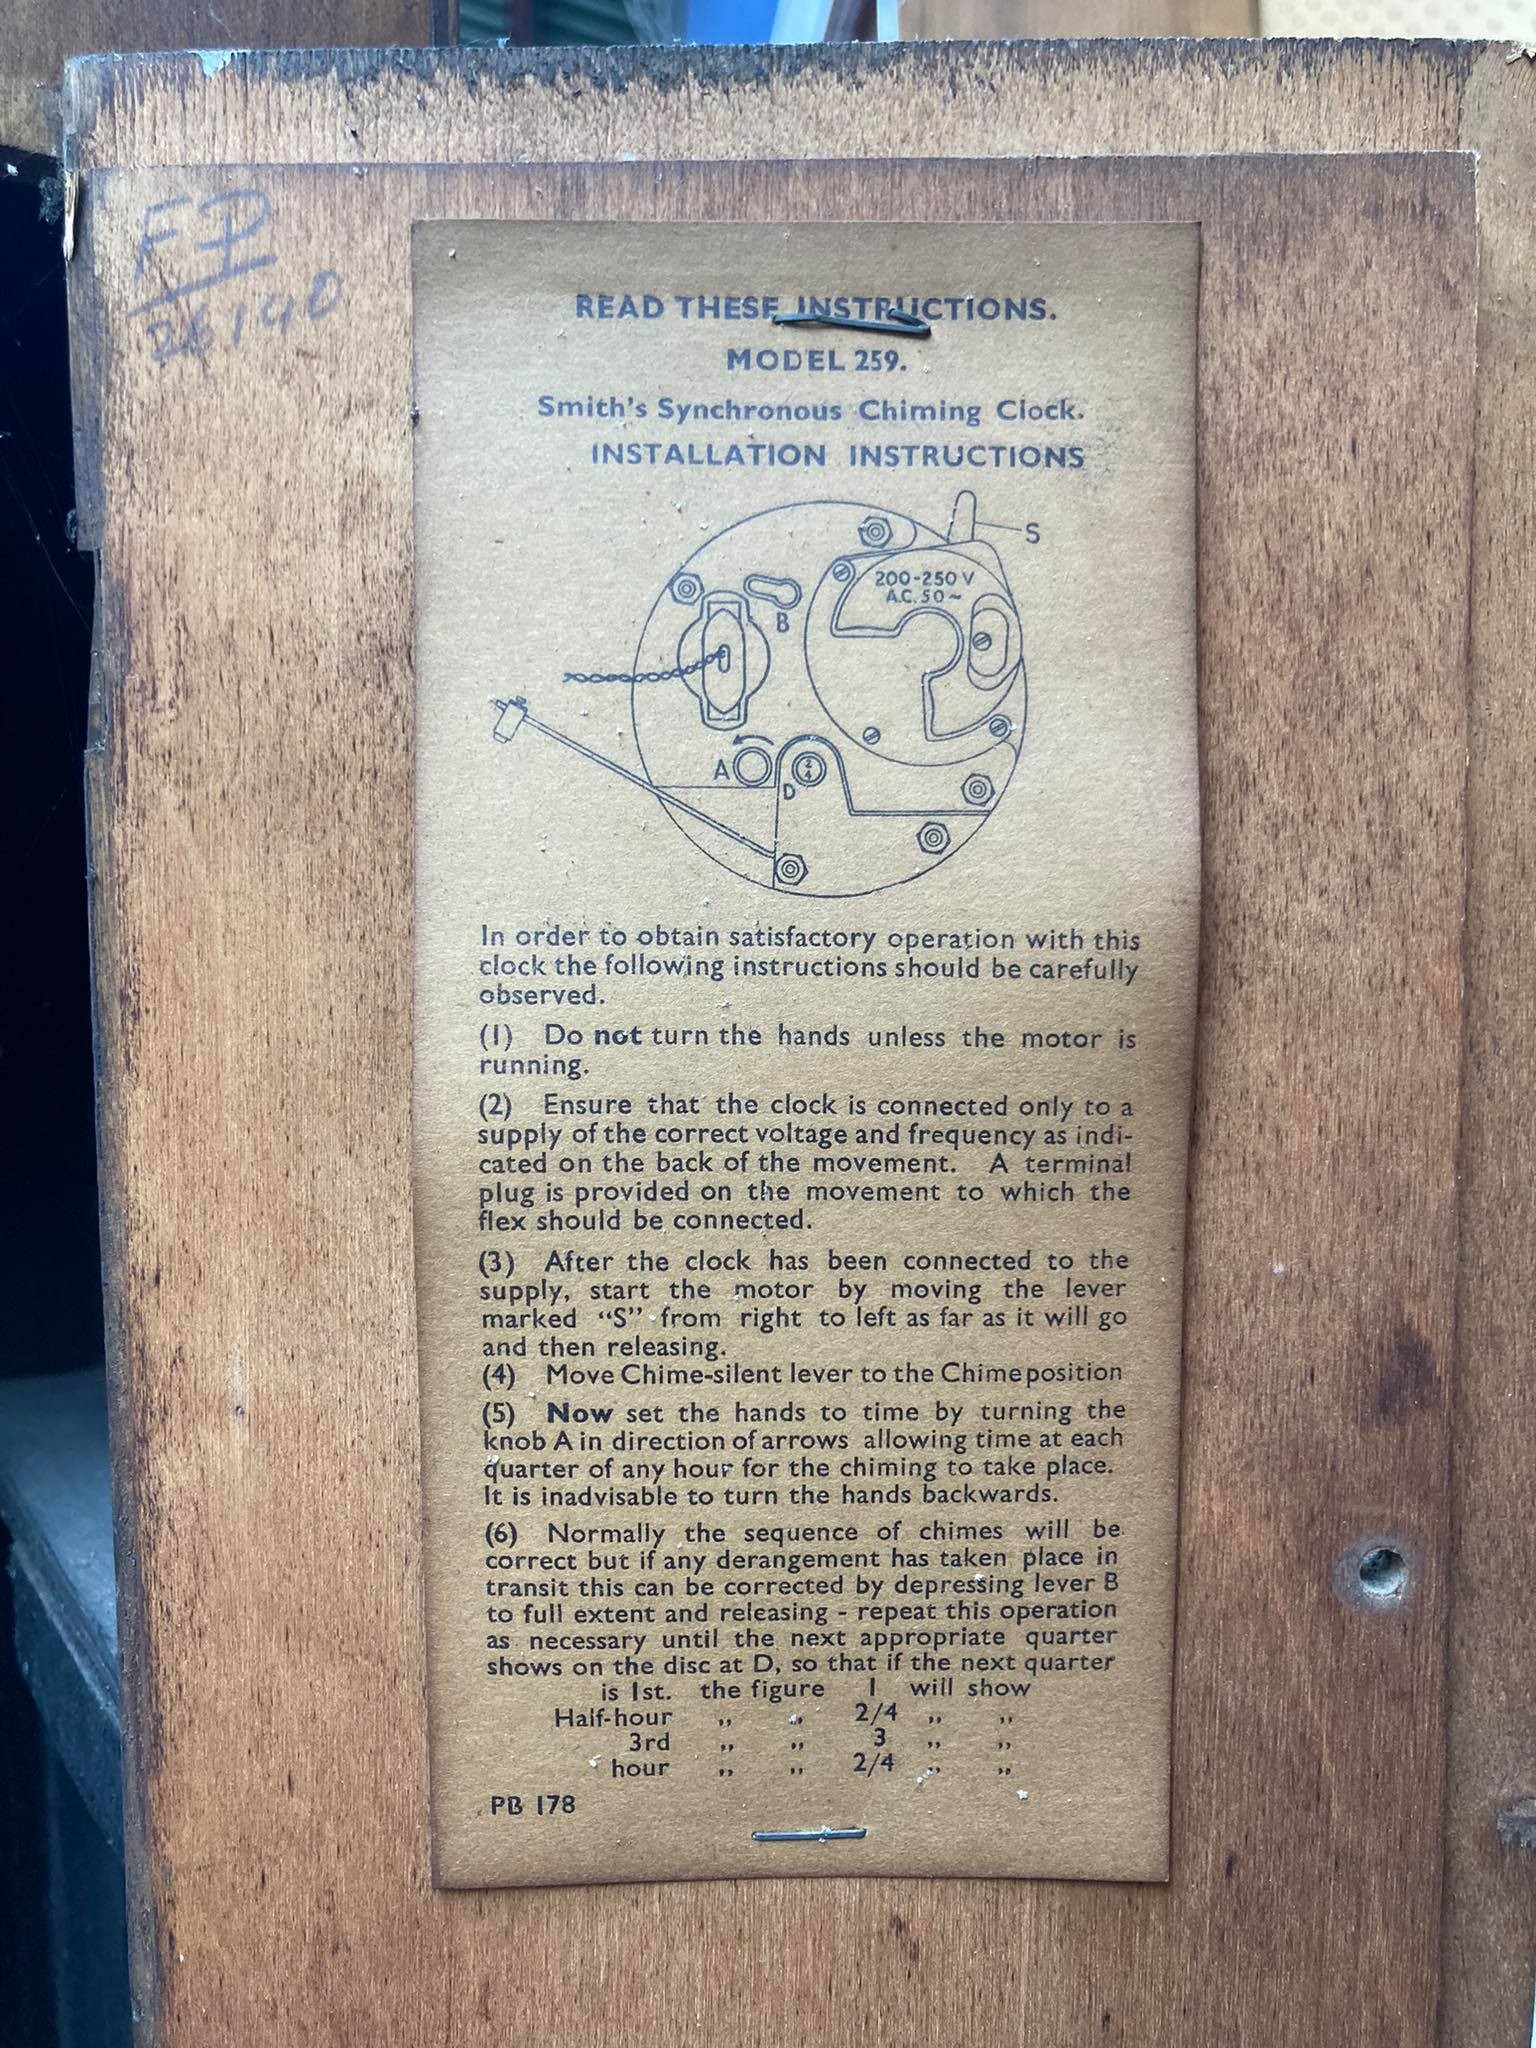 26140
READ THESE INSTRUCTIONS.
MODEL 259.
Smith's Synchronous Chiming Clock.
INSTALLATION INSTRUCTIONS
S
200-250 V
A.C. 50 ~
B
A
D
2
4
In order to obtain satisfactory operation with this
clock the following instructions should be carefully
observed.
(1) Do not turn the hands unless the motor is
running.
(2) Ensure that the clock is connected only to a
supply of the correct voltage and frequency as indi-
cated on the back of the movement. A terminal
plug is provided on the movement to which the
flex should be connected.
(3) After the clock has been connected to the
supply, start the motor by moving the lever
marked "S" from right to left as far as it will go
and then releasing.
(4) Move Chime-silent lever to the Chime position
(5) Now set the hands to time by turning the
knob A in direction of arrows allowing time at each
quarter of any hour for the chiming to take place.
It is inadvisable to turn the hands backwards.
(6) Normally the sequence of chimes will be
correct but if any derangement has taken place in
transit this can be corrected by depressing lever B
to full extent and releasing - repeat this operation
as necessary until the next appropriate quarter
shows on the disc at D, so that if the next quarter
is 1st. the figure 1 will show
Half-hour ,, ,, 2/4 ,, ,,
3rd ,, ,, 3 ,, ,,
hour ,, ,, 2/4 ,, ,,
PB 178